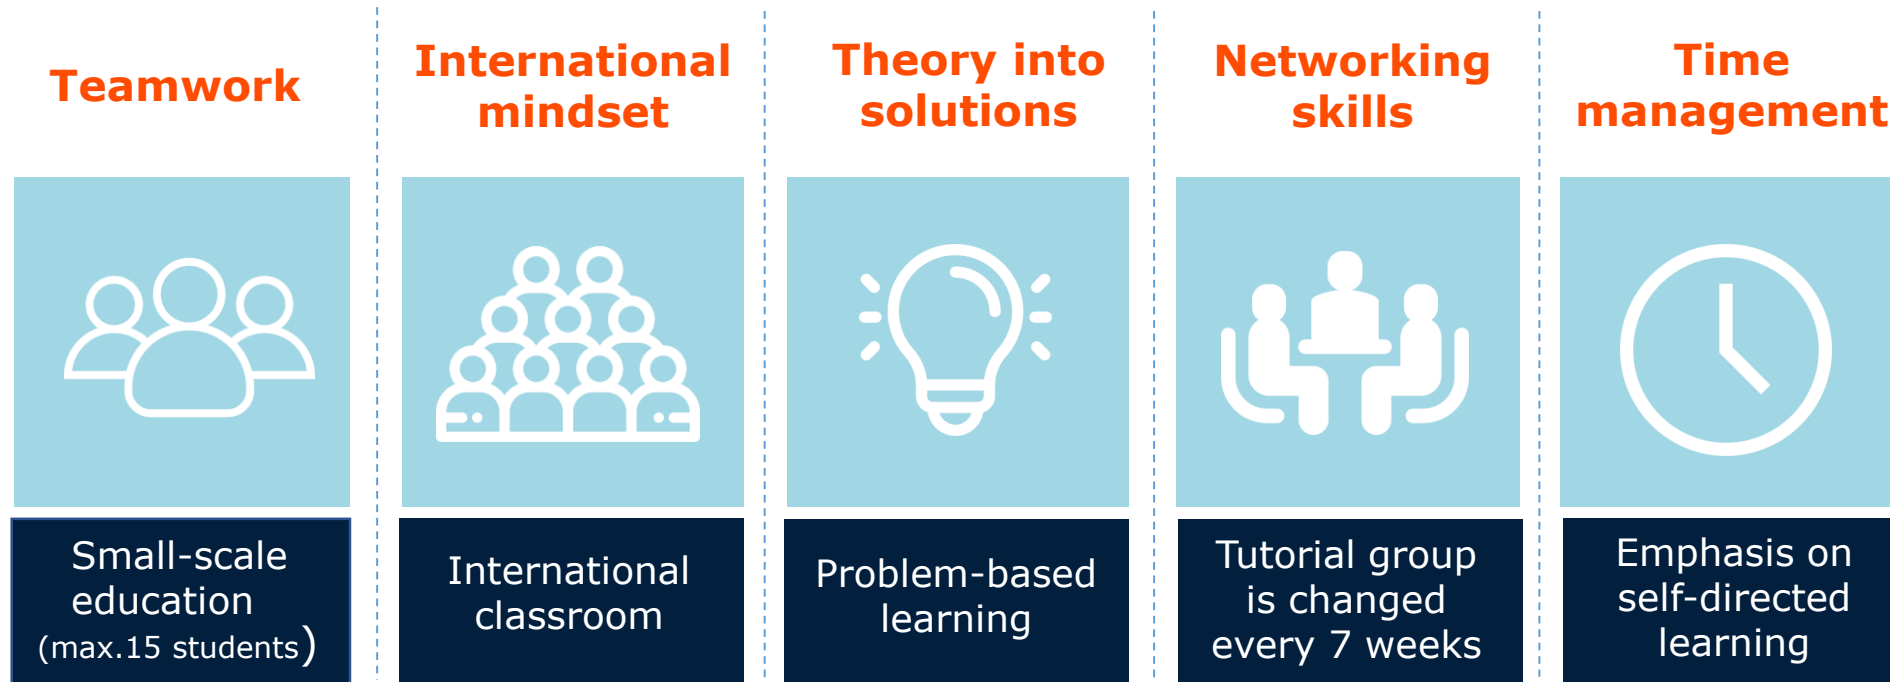 Teamwork
International
mindset
Theory into
solutions
Networking
skills
Time
management
Small-scale
education
(max.15 students)
International
classroom
Problem-based
learning
Tutorial group
is changed
every 7 weeks
Emphasis on
self-directed
learning